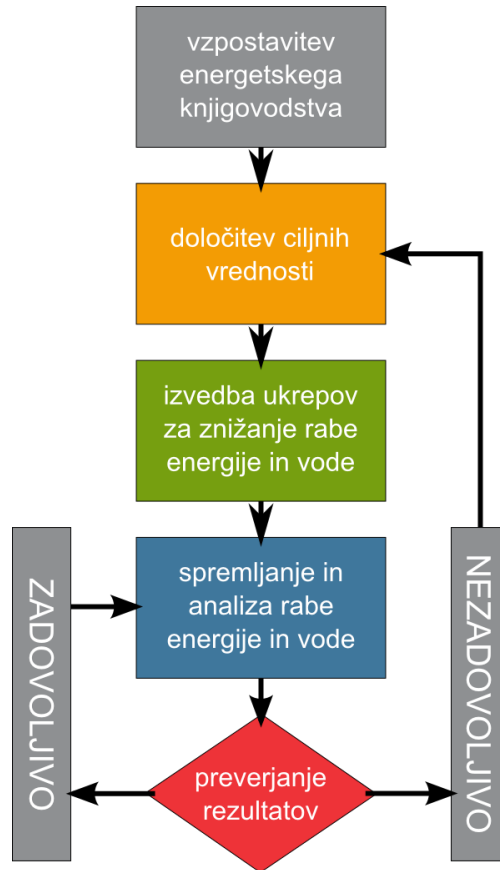 vzpostavitev
energetskega
knjigovodstva
določitev ciljnih
vrednosti
izvedba ukrepov
za znižanje rabe
energije in vode
spremljanje in
analiza rabe
energije in vode
ZADOVOLJIVO
NEZADOVOLJIVO
preverjanje
rezultatov